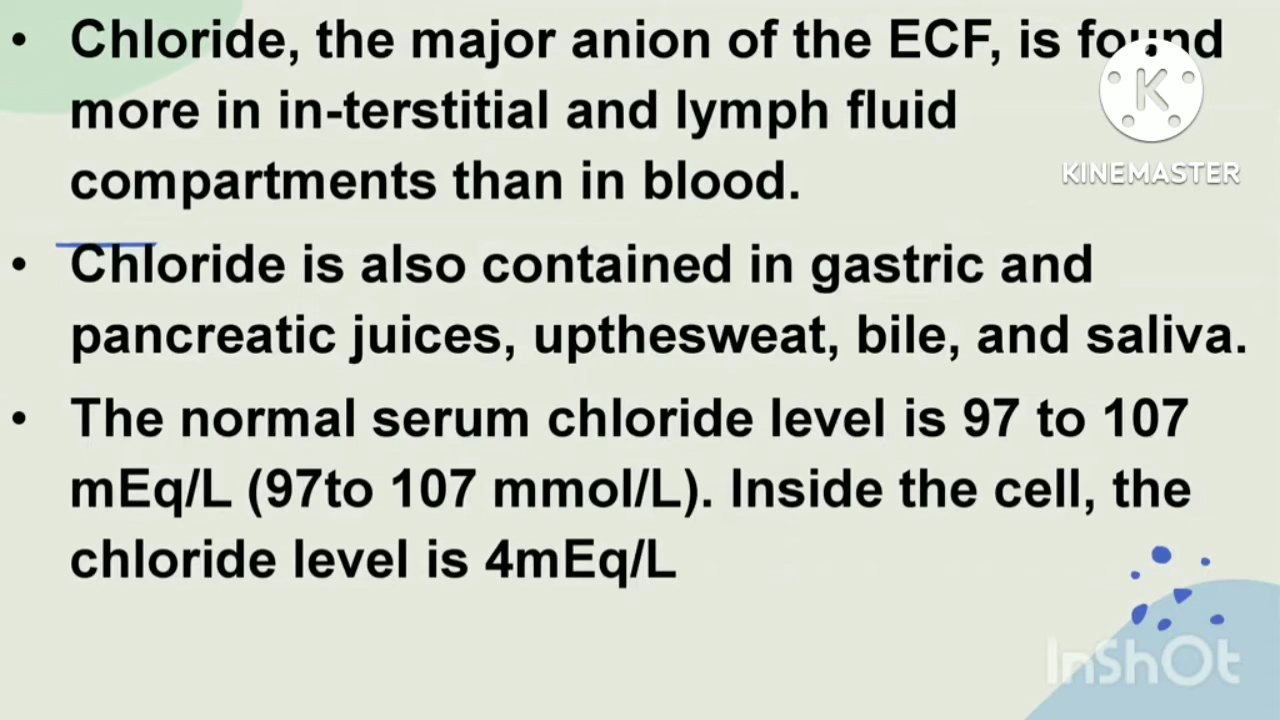 • Chloride, the major anion of the ECF, is found
more in in-terstitial and lymph fluid
compartments than in blood.
• Chloride is also contained in gastric and
pancreatic juices, upthesweat, bile, and saliva.
• The normal serum chloride level is 97 to 107
mEq/L (97to 107 mmol/L). Inside the cell, the
chloride level is 4mEq/L
K
KINEMASTER
InShOt